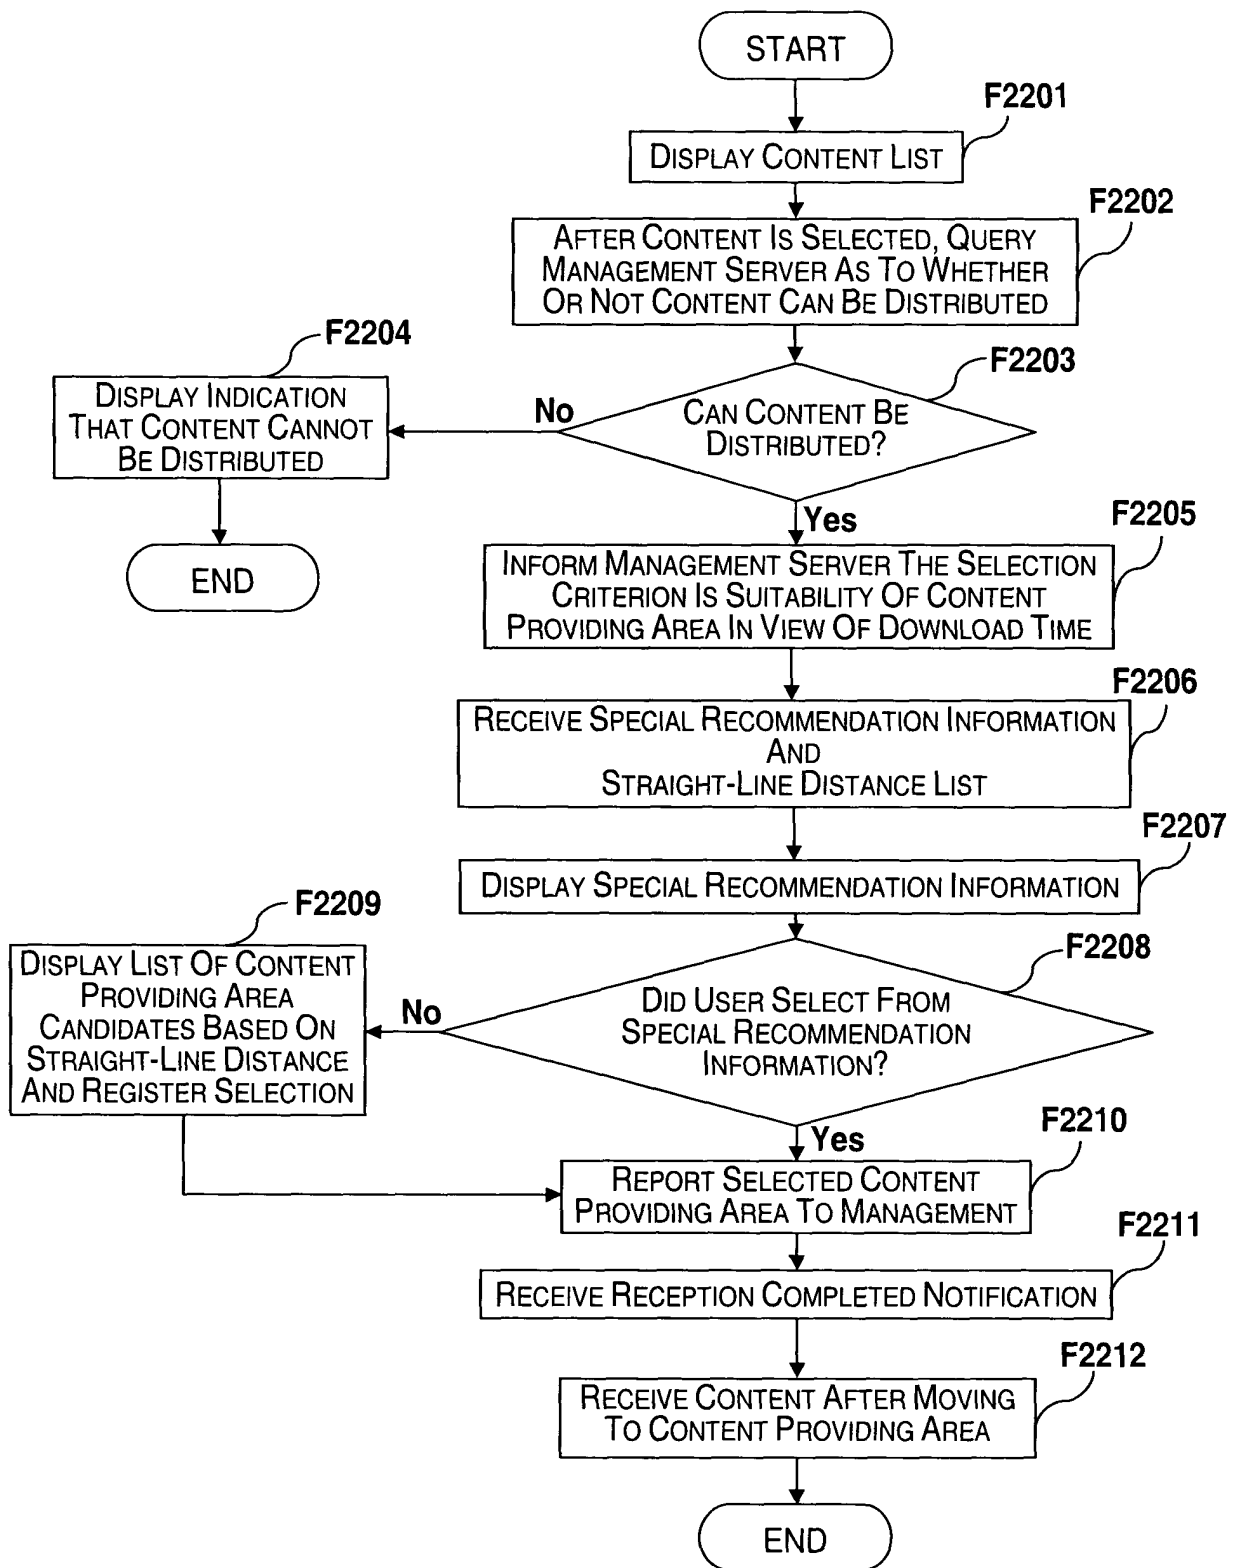 START
F2201
DISPLAY CONTENT LIST
F2202
AFTER CONTENT IS SELECTED, QUERY
MANAGEMENT SERVER AS TO WHETHER
OR NOT CONTENT CAN BE DISTRIBUTED
F2203
CAN CONTENT BE
DISTRIBUTED?
No
F2204
DISPLAY INDICATION
THAT CONTENT CANNOT
BE DISTRIBUTED
END
Yes
F2205
INFORM MANAGEMENT SERVER THE SELECTION
CRITERION IS SUITABILITY OF CONTENT
PROVIDING AREA IN VIEW OF DOWNLOAD TIME
F2206
RECEIVE SPECIAL RECOMMENDATION INFORMATION
AND
STRAIGHT-LINE DISTANCE LIST
F2207
DISPLAY SPECIAL RECOMMENDATION INFORMATION
F2208
DID USER SELECT FROM
SPECIAL RECOMMENDATION
INFORMATION?
No
F2209
DISPLAY LIST OF CONTENT
PROVIDING AREA
CANDIDATES BASED ON
STRAIGHT-LINE DISTANCE
AND REGISTER SELECTION
Yes
F2210
REPORT SELECTED CONTENT
PROVIDING AREA TO MANAGEMENT
F2211
RECEIVE RECEPTION COMPLETED NOTIFICATION
F2212
RECEIVE CONTENT AFTER MOVING
TO CONTENT PROVIDING AREA
END